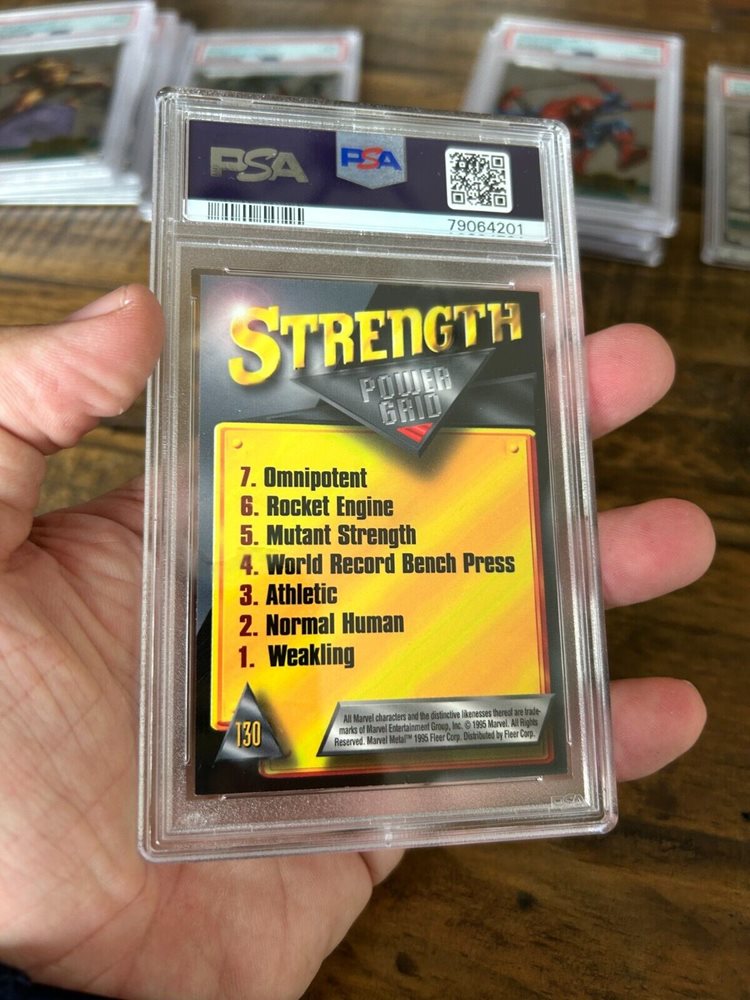 PSA
PSA
79064201
STRENGTH
POWER
GRID
7. Omnipotent
6. Rocket Engine
5. Mutant Strength
4. World Record Bench Press
3. Athletic
2. Normal Human
1. Weakling
130
All Marvel characters and the distinctive likenesses thereof are trade-
marks of Marvel Entertainment Group, Inc. © 1995 Marvel. All Rights
Reserved. Marvel Metal™ 1995 Fleer Corp. Distributed by Fleer Corp.
PSA